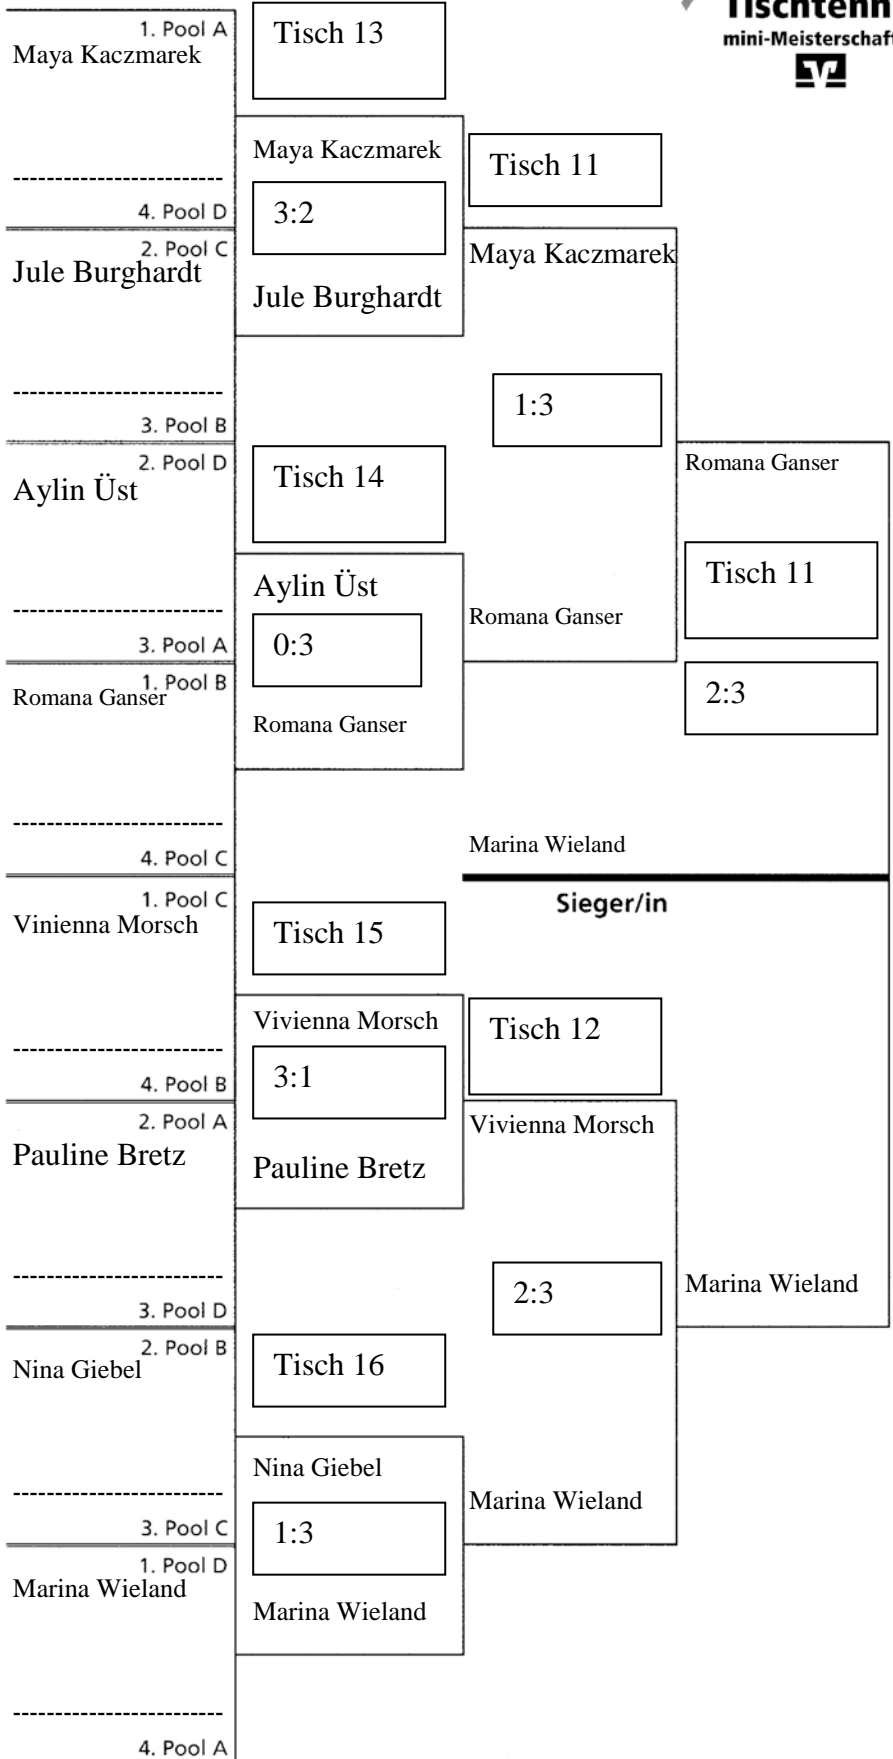 1. Pool A
Tisch 13
Tischtenn
mini-Meisterschaft
Maya Kaczmarek
Maya Kaczmarek
Tisch 11
4. Pool D
3:2
2. Pool C
Jule Burghardt
Maya Kaczmarek
Jule Burghardt
1:3
3. Pool B
2. Pool D
Tisch 14
Romana Ganser
Aylin Üst
Aylin Üst
Tisch 11
Romana Ganser
3. Pool A
0:3
1. Pool B
Romana Ganser
2:3
Romana Ganser
Marina Wieland
4. Pool C
1. Pool C
Sieger/in
Vinienna Morsch
Tisch 15
Vivienna Morsch
Tisch 12
4. Pool B
3:1
2. Pool A
Vivienna Morsch
Pauline Bretz
Pauline Bretz
2:3
Marina Wieland
3. Pool D
2. Pool B
Nina Giebel
Tisch 16
Nina Giebel
Marina Wieland
3. Pool C
1:3
1. Pool D
Marina Wieland
Marina Wieland
4. Pool A